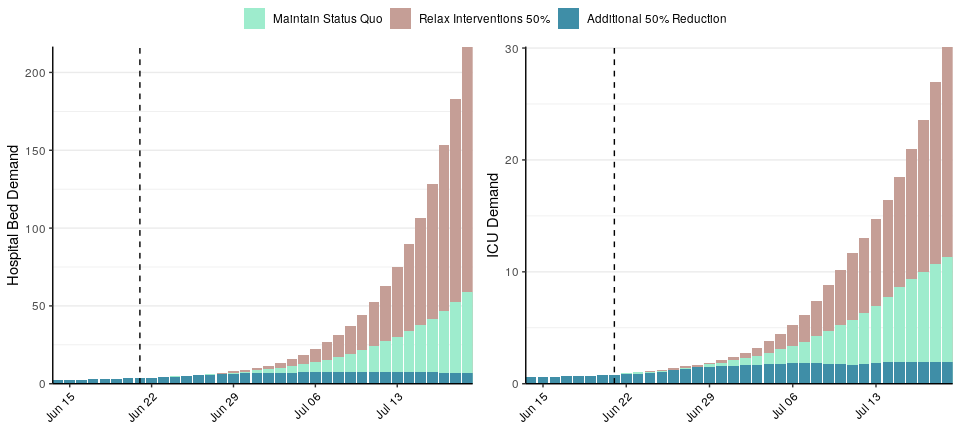 Maintain Status Quo Relax Interventions 50% Additional 50% Reduction
Hospital Bed Demand
200
150
100
50
0
Jun 15 Jun 22 Jun 29 Jul 06 Jul 13
ICU Demand
30
20
10
0
Jun 15 Jun 22 Jun 29 Jul 06 Jul 13